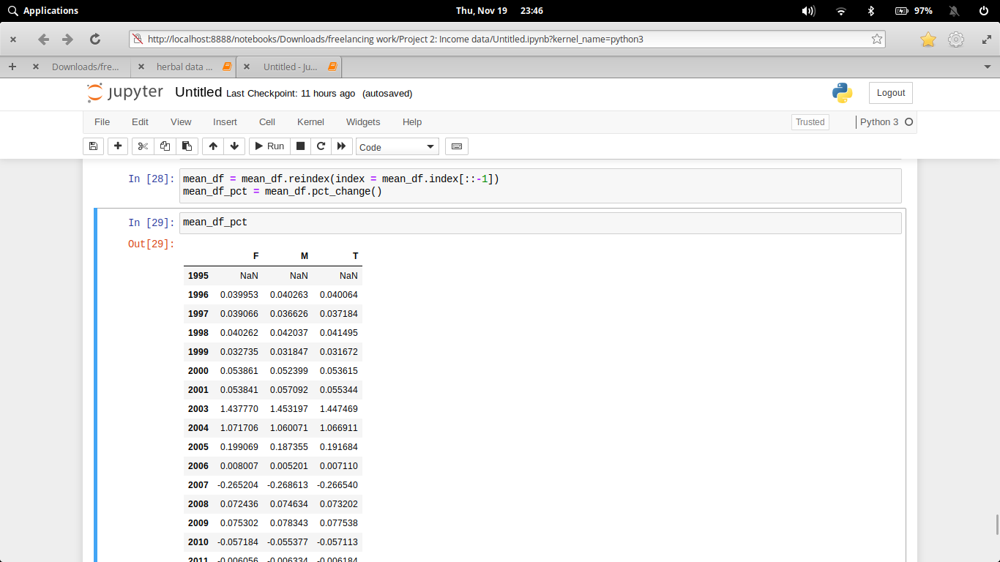 Applications
Thu, Nov 19 23:46
97%
http://localhost:8888/notebooks/Downloads/freelancing work/Project 2: Income data/Untitled.ipynb?kernel_name=python3
Downloads/fre...
herbal data ...
Untitled - Ju...
jupyter Untitled Last Checkpoint: 11 hours ago (autosaved)
Logout
File Edit View Insert Cell Kernel Widgets Help
Trusted
Python 3
Run
Code
In [28]: mean_df = mean_df.reindex(index = mean_df.index[::-1])
mean_df_pct = mean_df.pct_change()
In [29]: mean_df_pct
Out[29]:
F M T
1995 NaN NaN NaN
1996 0.039953 0.040263 0.040064
1997 0.039066 0.036626 0.037184
1998 0.040262 0.042037 0.041495
1999 0.032735 0.031847 0.031672
2000 0.053861 0.052399 0.053615
2001 0.053841 0.057092 0.055344
2003 1.437770 1.453197 1.447469
2004 1.071706 1.060071 1.066911
2005 0.199069 0.187355 0.191684
2006 0.008007 0.005201 0.007110
2007 -0.265204 -0.268613 -0.266540
2008 0.072436 0.074634 0.073202
2009 0.075302 0.078343 0.077538
2010 -0.057184 -0.055377 -0.057113
2011 -0.006056 -0.006334 -0.006184